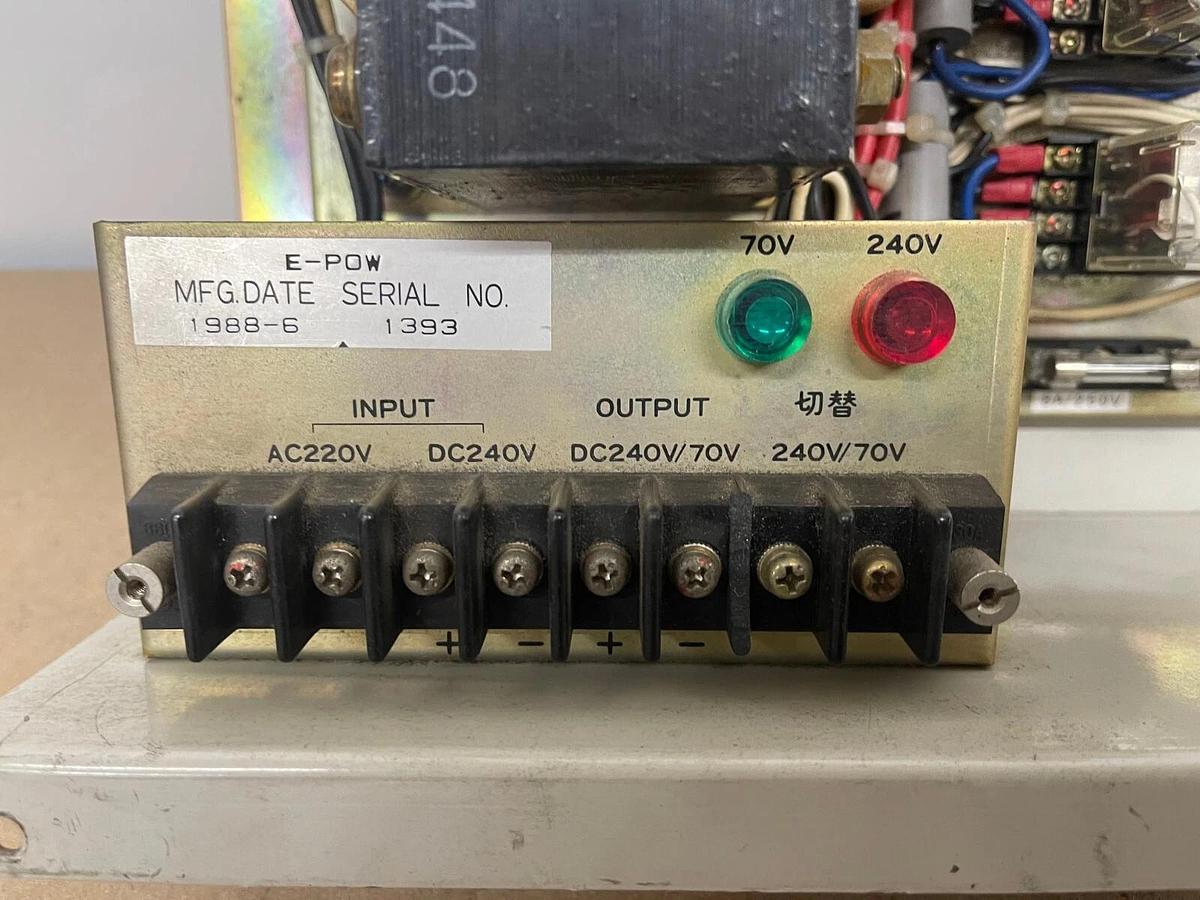 148
70V 240V
E-POW
MFG.DATE SERIAL NO.
1988-6 1393
INPUT OUTPUT 切替
AC220V DC240V DC240V/70V 240V/70V
+ - + -